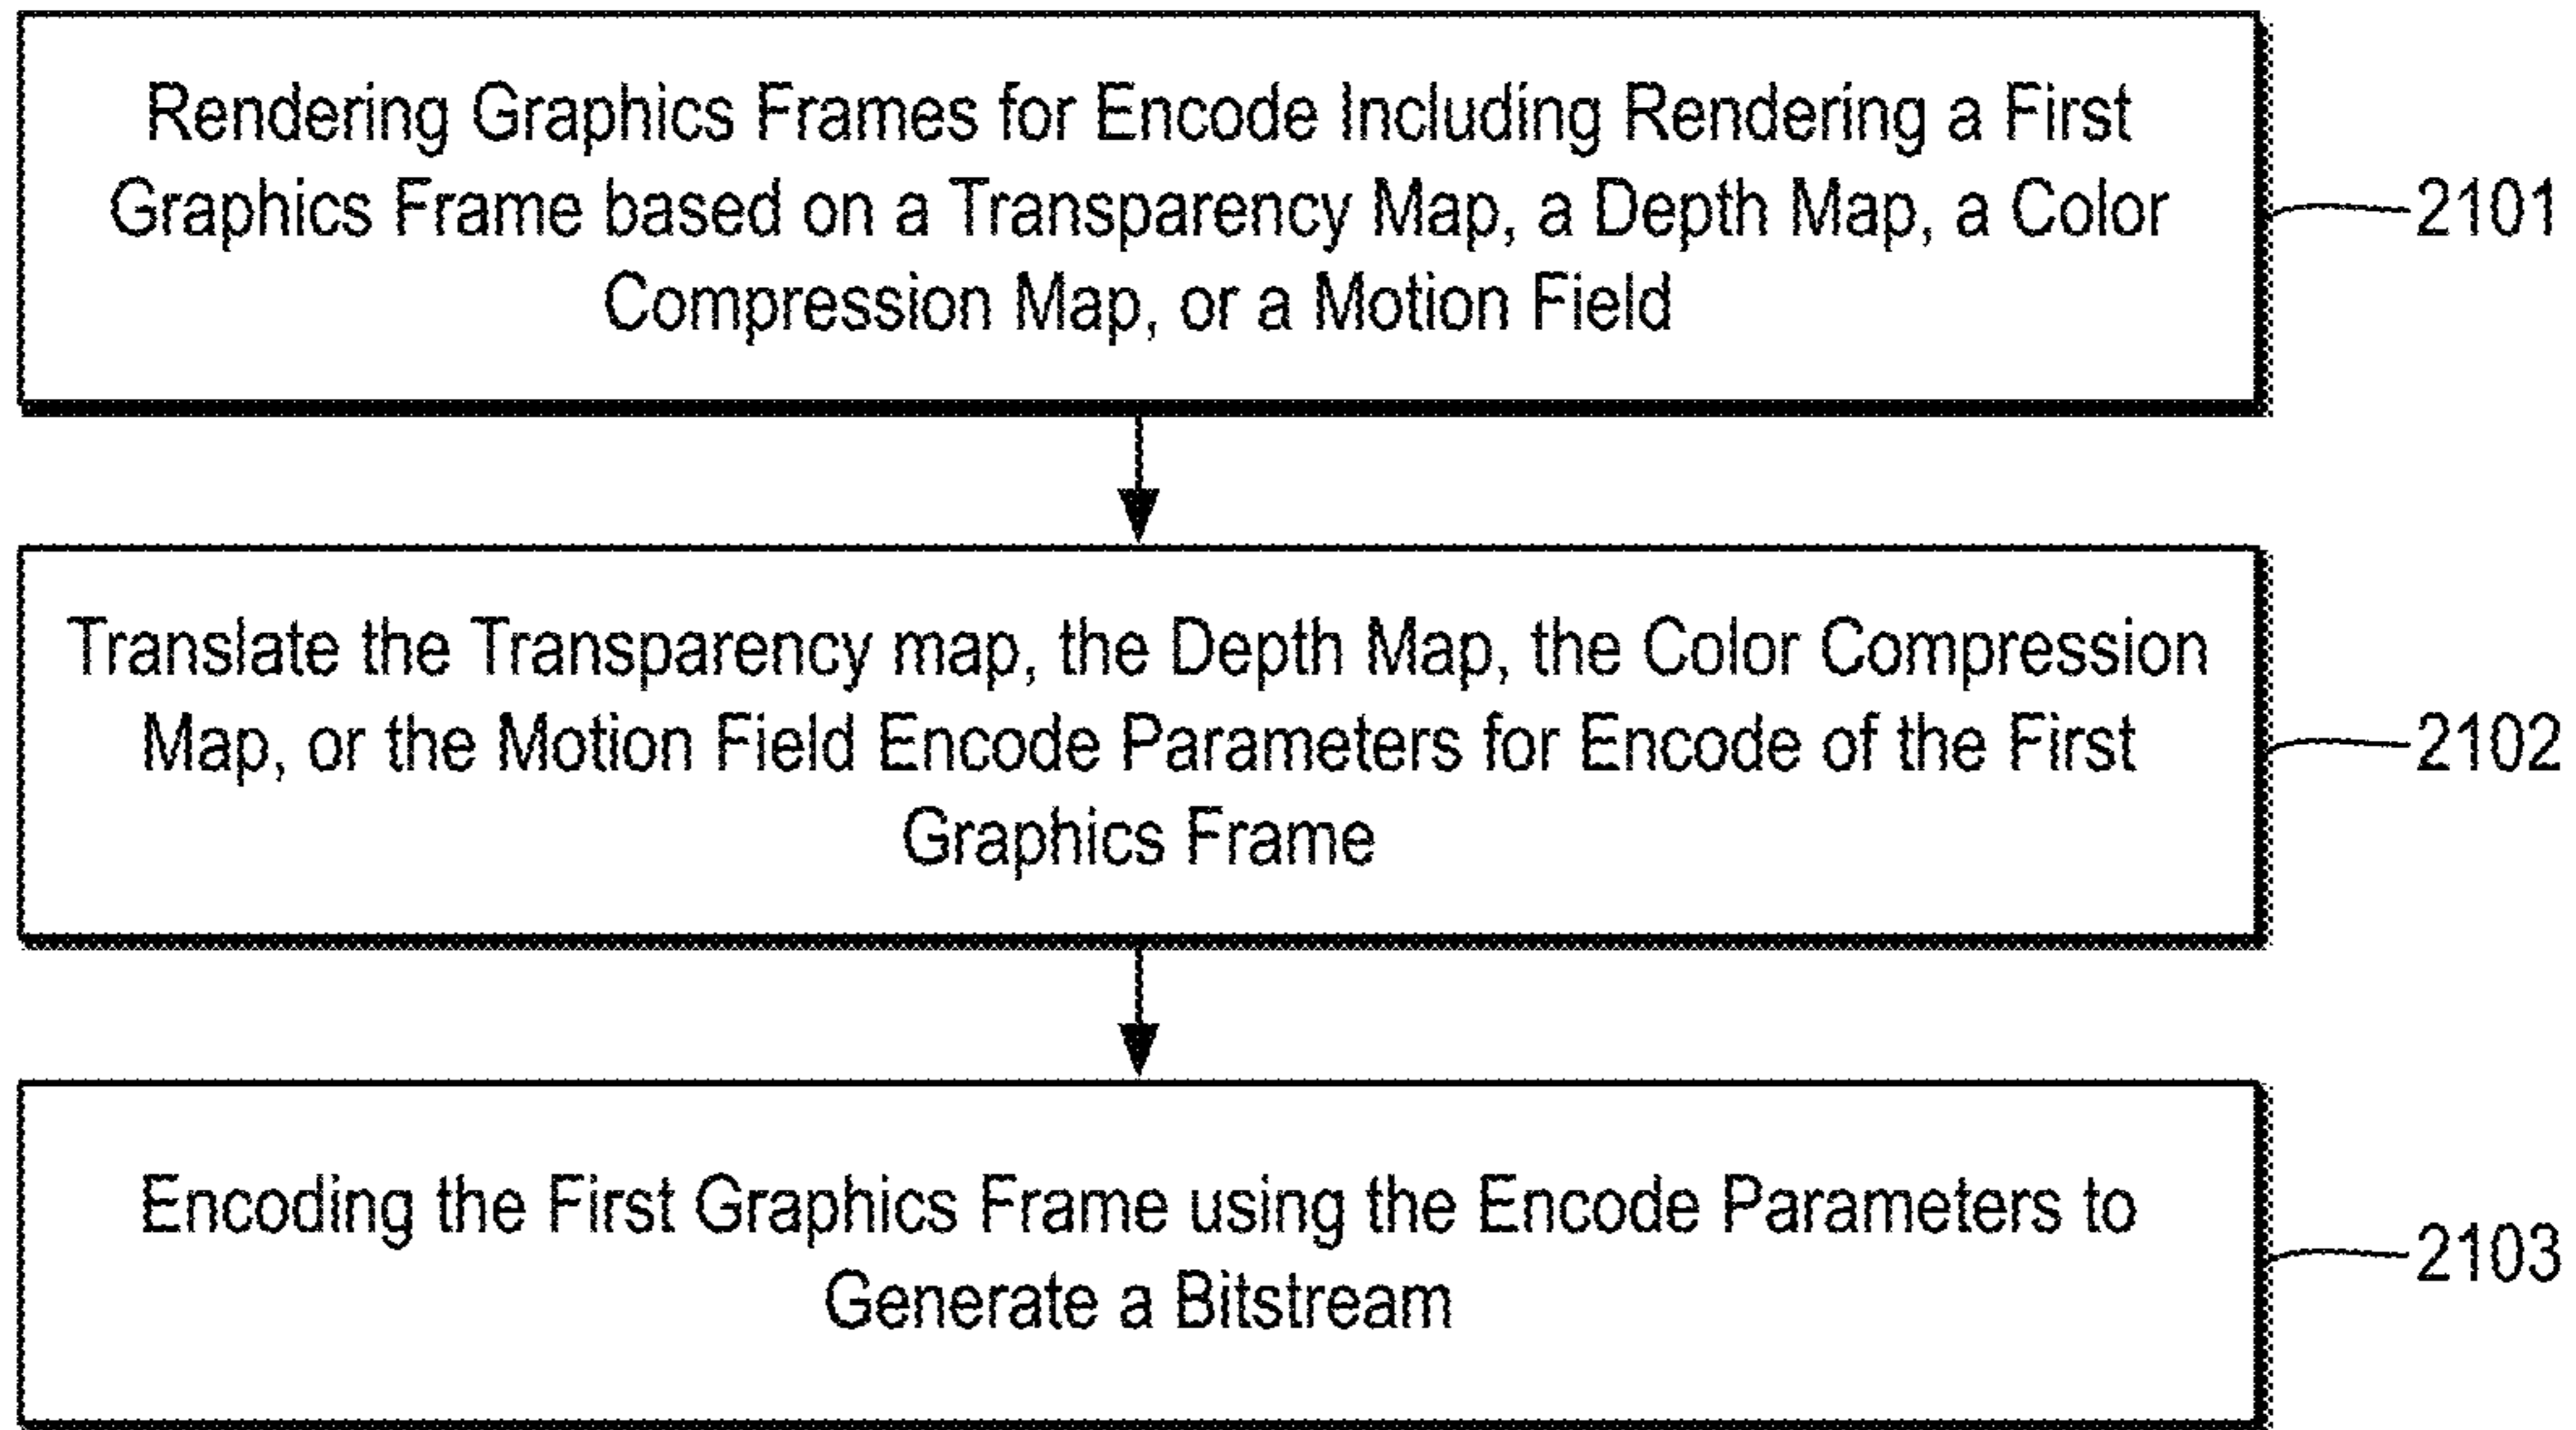 Rendering Graphics Frames for Encode Including Rendering a First
Graphics Frame based on a Transparency Map, a Depth Map, a Color
Compression Map, or a Motion Field
2101
Translate the Transparency map, the Depth Map, the Color Compression
Map, or the Motion Field Encode Parameters for Encode of the First
Graphics Frame
2102
Encoding the First Graphics Frame using the Encode Parameters to
Generate a Bitstream
2103